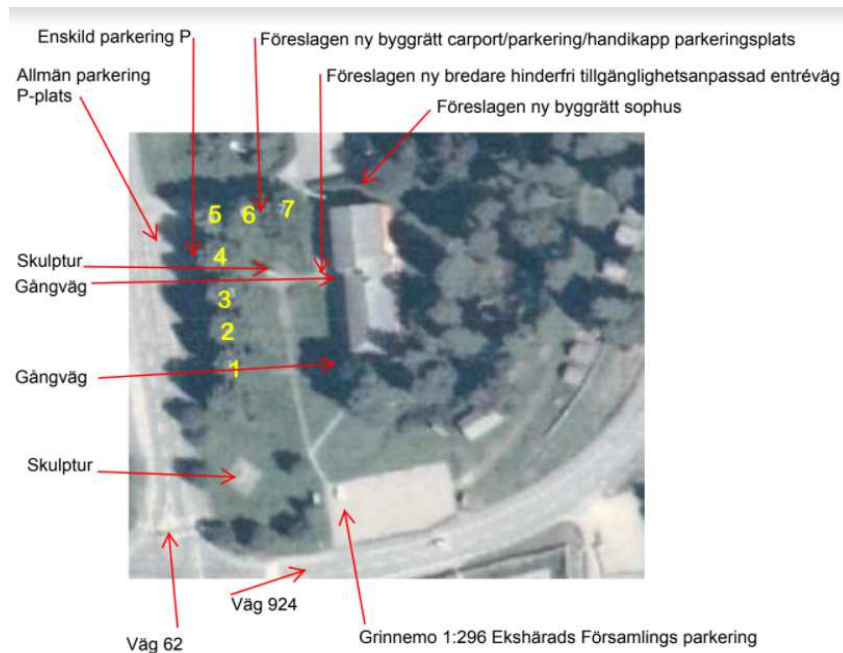 Enskild parkering P
Föreslagen ny byggrätt carport/parkering/handikapp parkeringsplats
Allmän parkering
P-plats
Föreslagen ny bredare hinderfri tillgänglighetsanpassad entréväg
Föreslagen ny byggrätt sophus
5 6 7
4
Skulptur
Gångväg
3
2
1
Gångväg
Skulptur
Väg 924
Väg 62
Grinnemo 1:296 Ekshärads Församlings parkering